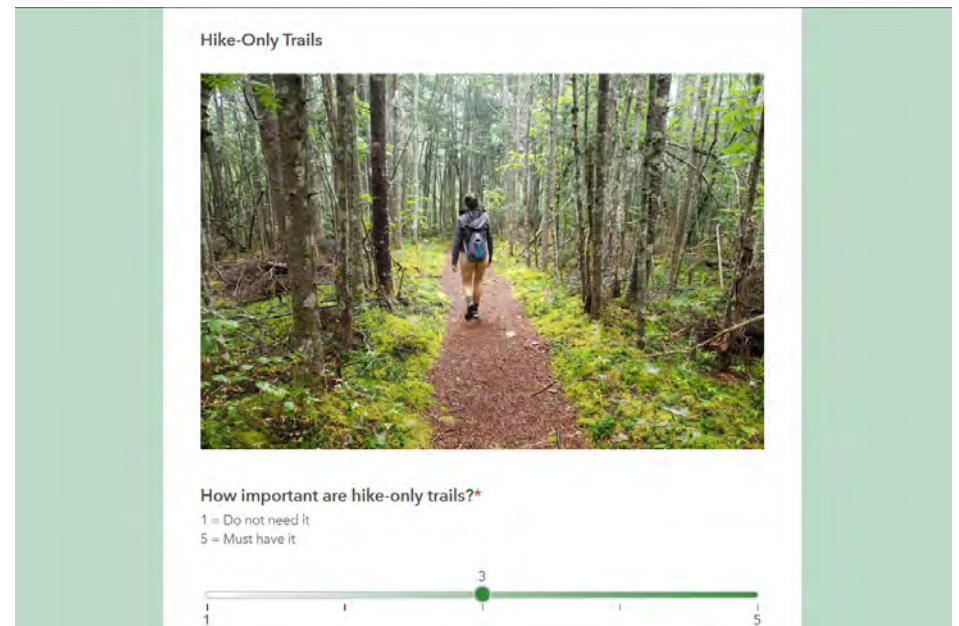 Hike-Only Trails
How important are hike-only trails?*
1 = Do not need it
5 = Must have it
3
1
5